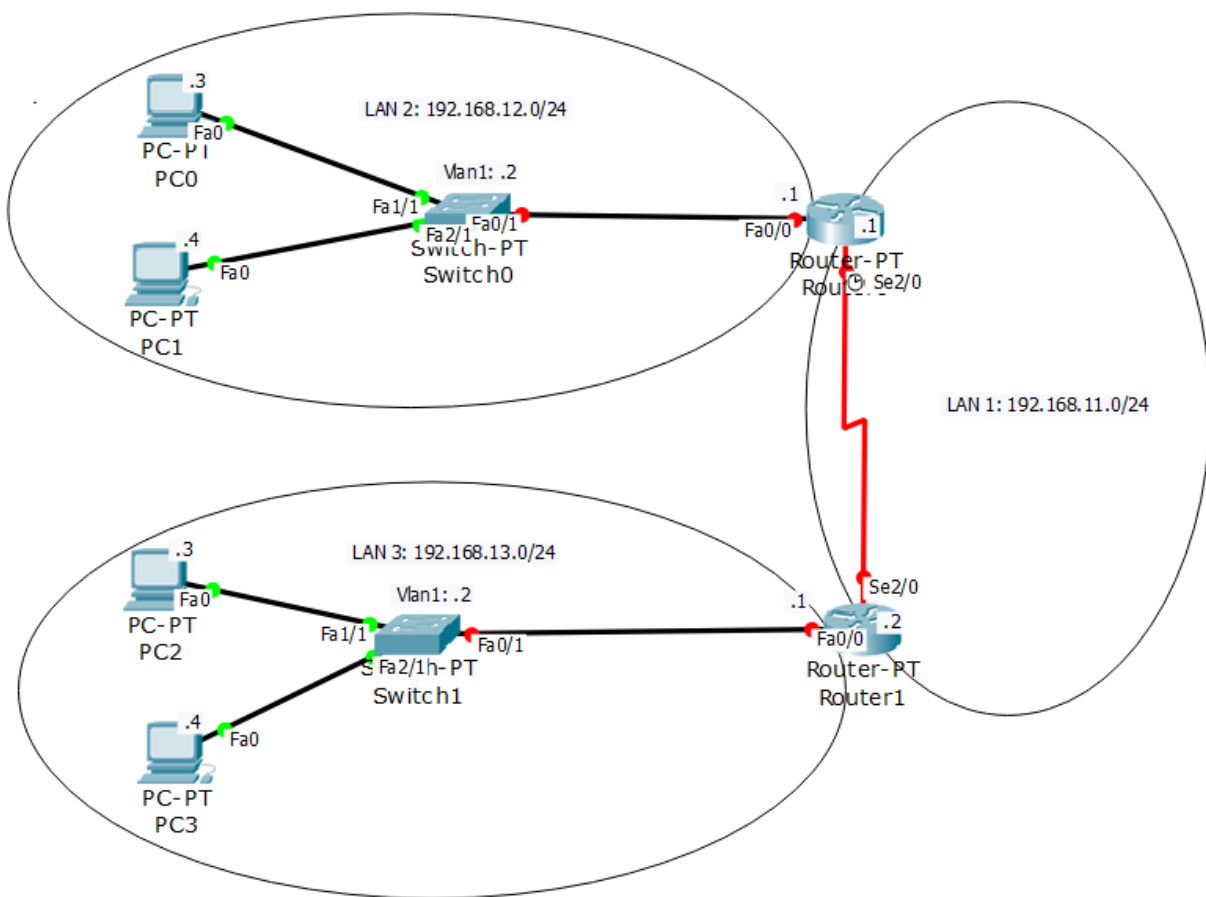 .3
LAN 2: 192.168.12.0/24
Fa0
PC-PT
PC0
Vlan1: .2
.1
Fa1/1
Fa0/1
Fa0/0
.1
.4
Fa2/1
Fa0
Switch-PT
Switch0
Router-PT
Se2/0
PC-PT
PC1
LAN 1: 192.168.11.0/24
.3
LAN 3: 192.168.13.0/24
Fa0
Vlan1: .2
Se2/0
.1
.2
PC-PT
PC2
Fa1/1
Fa0/1
Fa0/0
Fa2/1
h-PT
Switch1
Router-PT
Router1
.4
Fa0
PC-PT
PC3